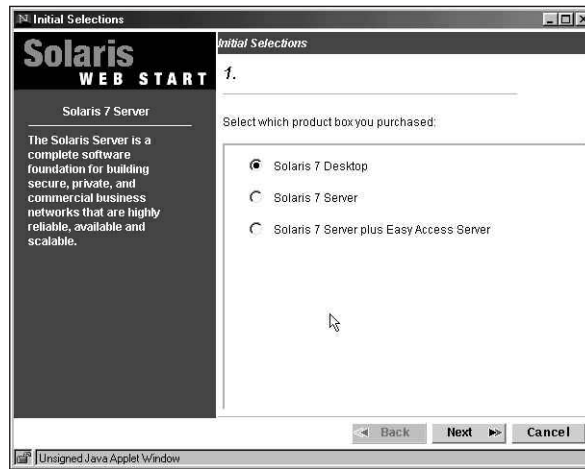 Initial Selections
Solaris
WEB START
Solaris 7 Server
The Solaris Server is a
complete software
foundation for building
secure, private, and
commercial business
networks that are highly
reliable, available and
scalable.
Initial Selections
1.
Select which product box you purchased:
Solaris 7 Desktop
Solaris 7 Server
Solaris 7 Server plus Easy Access Server
Back
Next
Cancel
Unsigned Java Applet Window